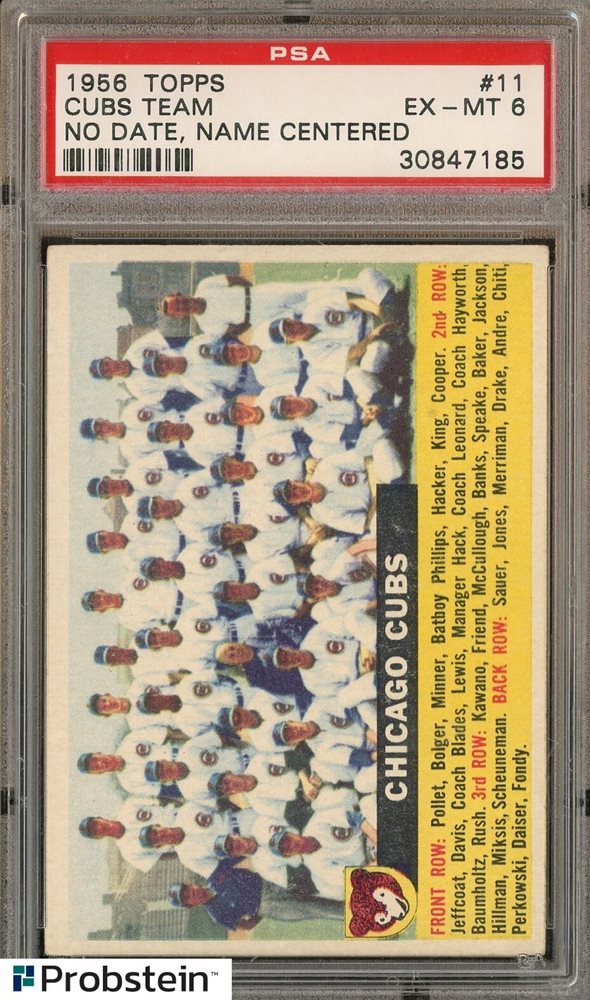 PSA
1956 TOPPS #11
CUBS TEAM EX - MT 6
NO DATE, NAME CENTERED
30847185
CHICAGO CUBS
FRONT ROW: Pollet, Bolger, Minner, Batboy Phillips, Hacker, King, Cooper. 2nd ROW:
Jeffcoat, Davis, Coach Blades, Lewis, Manager Hack, Coach Leonard, Coach Hayworth,
Baumholtz, Rush. 3rd ROW: Kawano, Friend, McCullough, Banks, Speake, Baker, Jackson,
Hillman, Miksis, Scheuneman. BACK ROW: Sauer, Jones, Merriman, Drake, Andre, Chiti,
Perkowski, Daiser, Fondy.
Probstein™